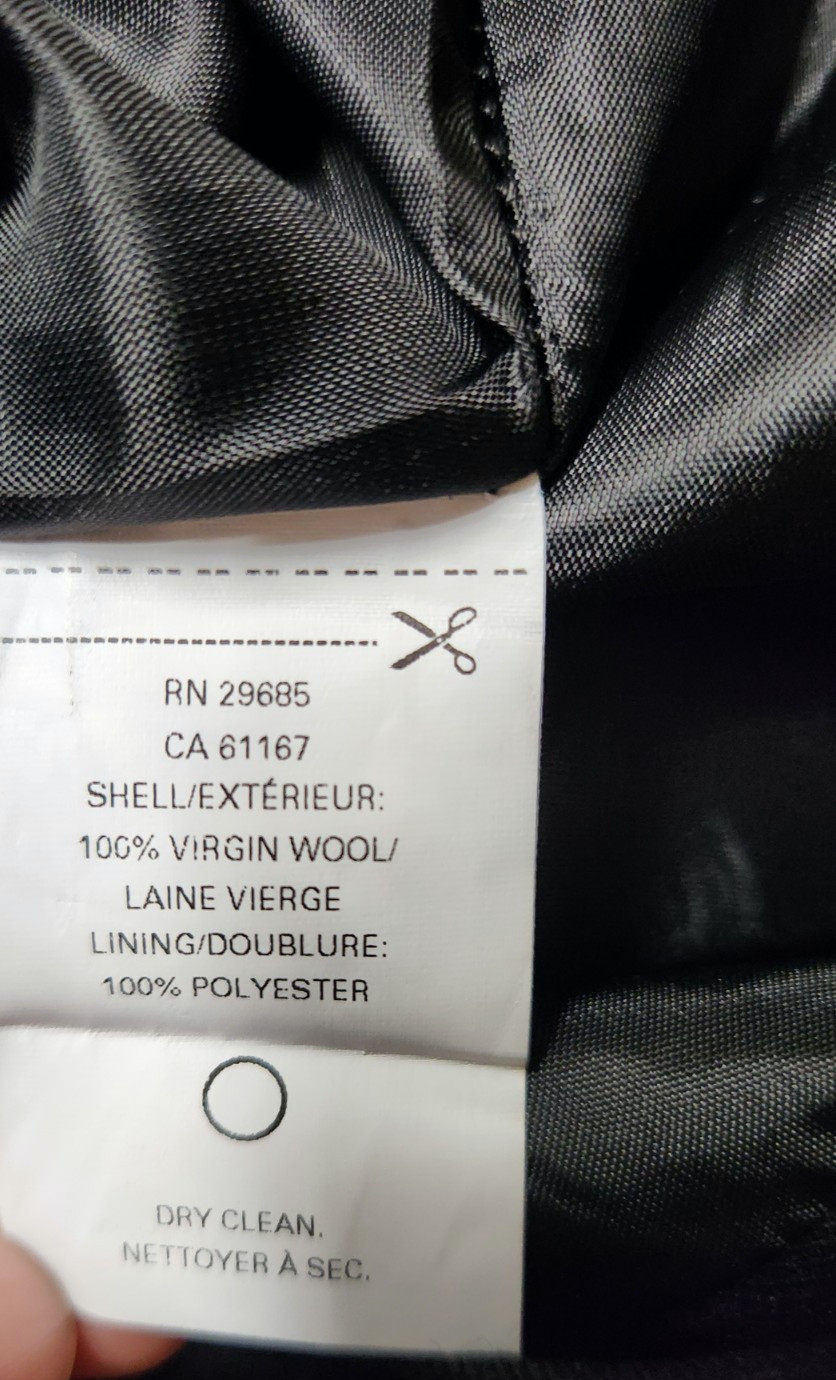 RN 29685
CA 61167
SHELL/EXTÉRIEUR:
100% VIRGIN WOOL/
LAINE VIERGE
LINING/DOUBLURE:
100% POLYESTER
DRY CLEAN.
NETTOYER À SEC.